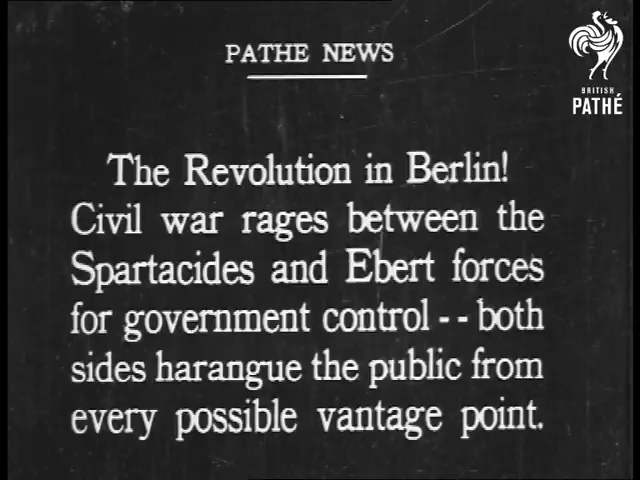 PATHE NEWS
BRITISH
PATHÉ
The Revolution in Berlin!
Civil war rages between the
Spartacides and Ebert forces
for government control - - both
sides harangue the public from
every possible vantage point.